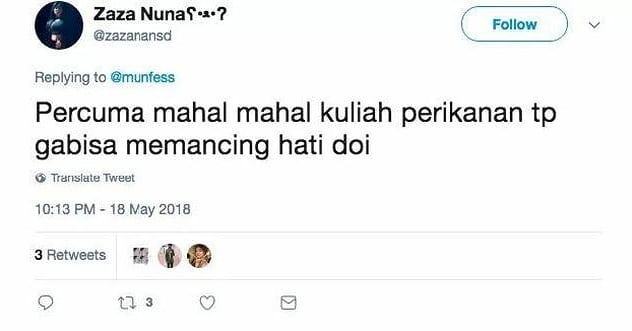 Zaza Nunaʕ•ﻌ•?
@zazanansd
Follow
Replying to @munfess
Percuma mahal mahal kuliah perikanan tp
gabisa memancing hati doi
Translate Tweet
10:13 PM - 18 May 2018
3 Retweets
3